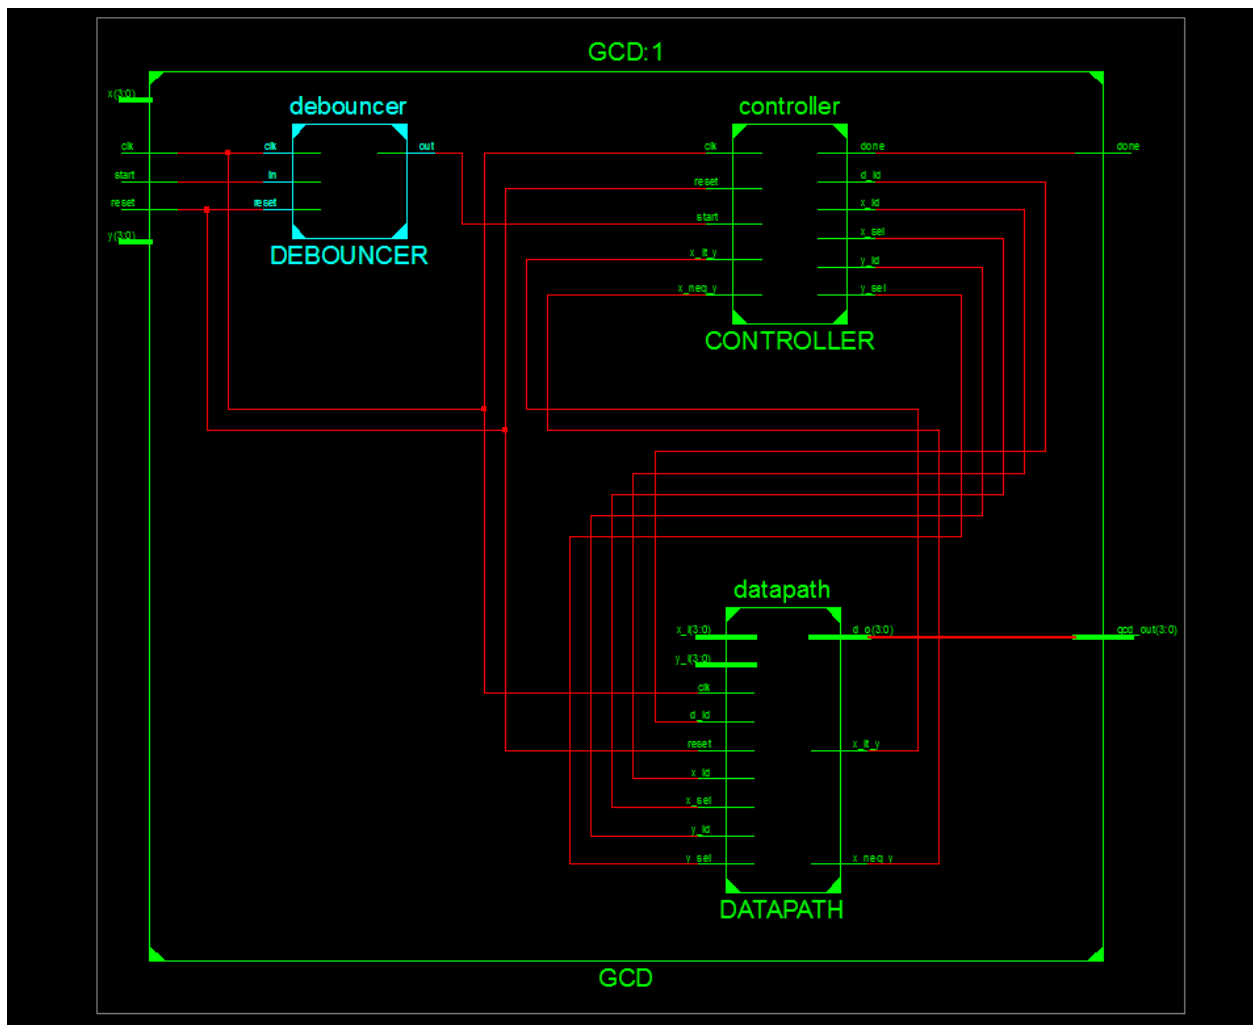 GCD:1
x(3:0)
clk
start
reset
y(3:0)
debouncer
clk
in
reset
out
DEBOUNCER
controller
clk
reset
start
x_lt_y
x_neq_y
done
d_ld
x_ld
x_sel
y_ld
y_sel
CONTROLLER
done
datapath
x_i(3:0)
y_i(3:0)
clk
d_ld
reset
x_ld
x_sel
y_ld
y_sel
d_o(3:0)
x_lt_y
x_neq_y
DATAPATH
gcd_out(3:0)
GCD